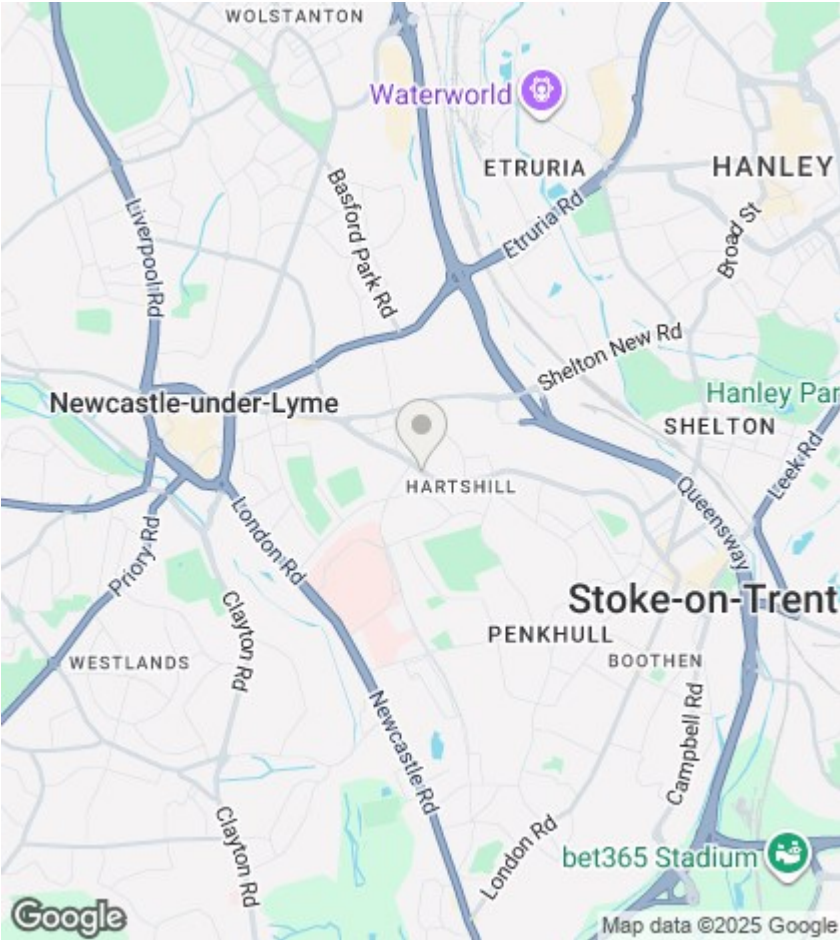 WOLSTANTON
Waterworld
ETRURIA
HANLEY
Basford Park Rd
Liverpool Rd
Etruria Rd
Broad St
Shelton New Rd
Newcastle-under-Lyme
Hanley Par
SHELTON
HARTSHILL
Leek Rd
Queensway
London Rd
Priory Rd
Stoke-on-Trent
Clayton Rd
PENKHULL
WESTLANDS
BOOTHEN
Campbell Rd
Newcastle Rd
Clayton Rd
London Rd
bet365 Stadium
Google
Map data ©2025 Google